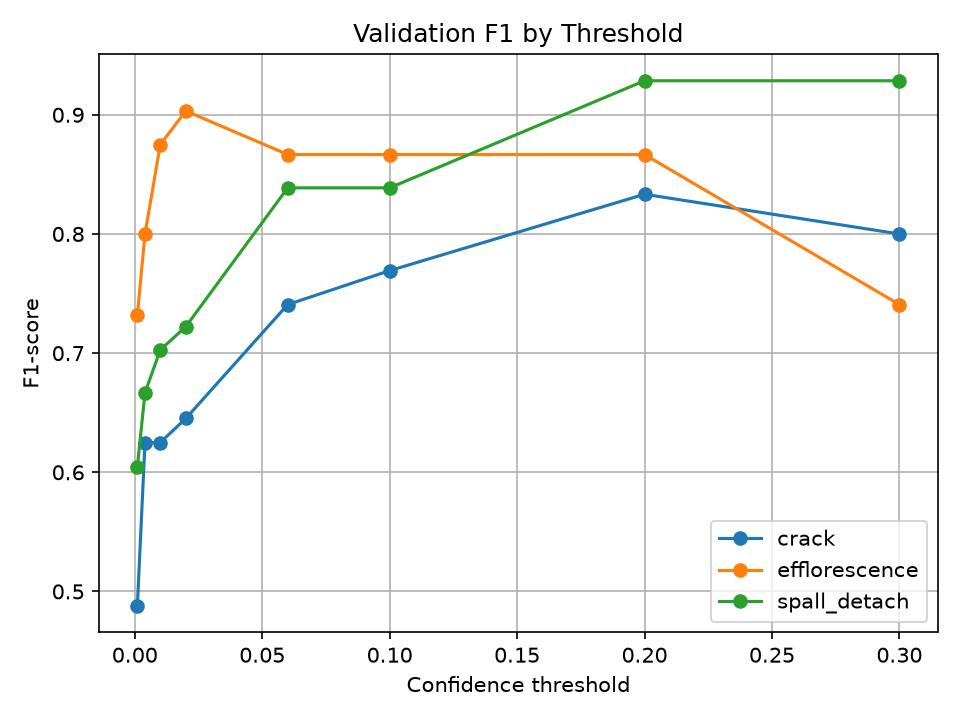 Validation F1 by Threshold
F1-score
0.9
0.8
0.7
0.6
0.5
0.00 0.05 0.10 0.15 0.20 0.25 0.30
Confidence threshold
crack
efflorescence
spall_detach